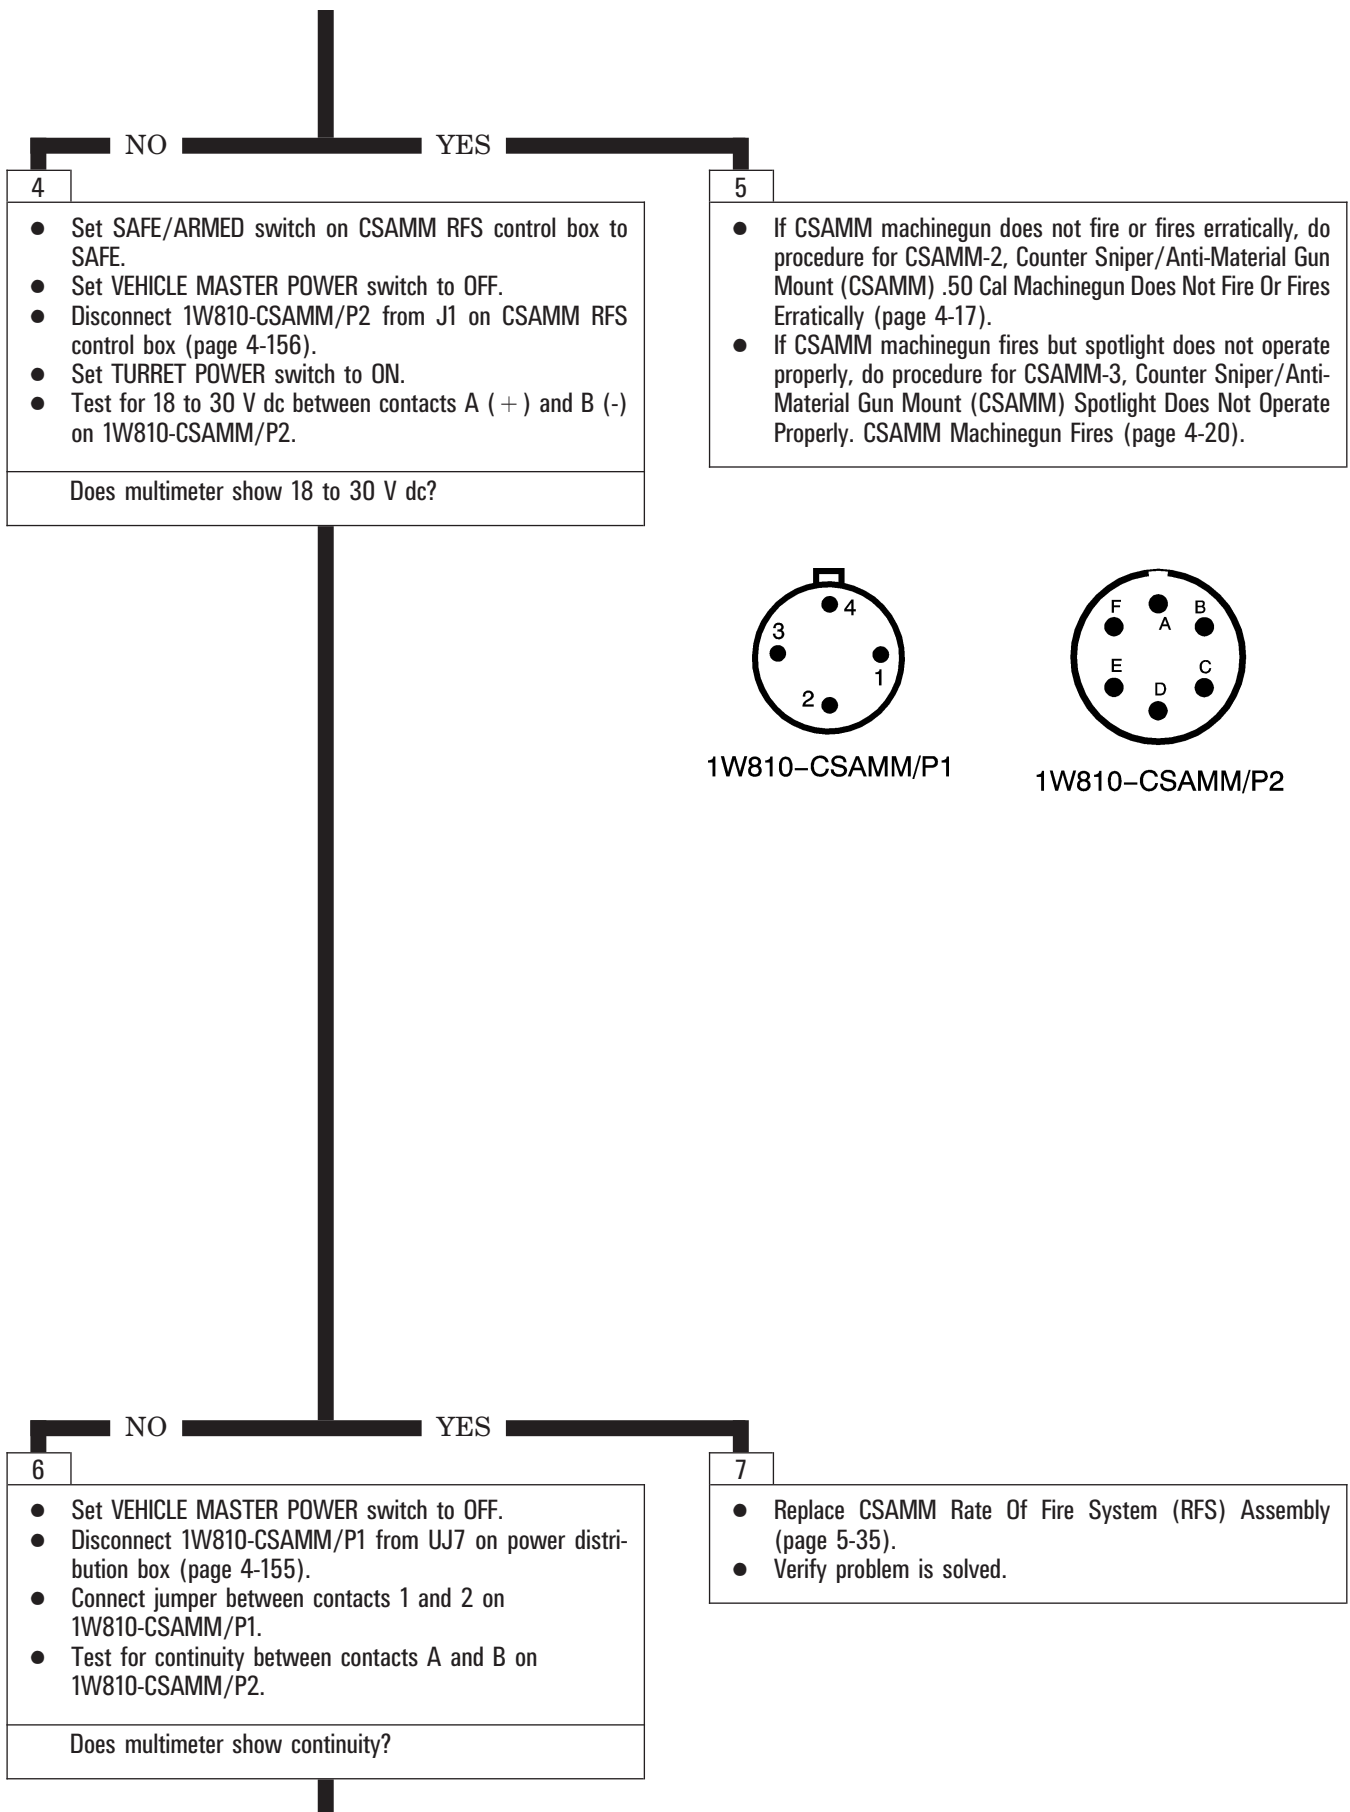 NO YES
4
● Set SAFE/ARMED switch on CSAMM RFS control box to
SAFE.
● Set VEHICLE MASTER POWER switch to OFF.
● Disconnect 1W810-CSAMM/P2 from J1 on CSAMM RFS
control box (page 4-156).
● Set TURRET POWER switch to ON.
● Test for 18 to 30 V dc between contacts A (+) and B (-)
on 1W810-CSAMM/P2.
Does multimeter show 18 to 30 V dc?
5
● If CSAMM machinegun does not fire or fires erratically, do
procedure for CSAMM-2, Counter Sniper/Anti-Material Gun
Mount (CSAMM) .50 Cal Machinegun Does Not Fire Or Fires
Erratically (page 4-17).
● If CSAMM machinegun fires but spotlight does not operate
properly, do procedure for CSAMM-3, Counter Sniper/Anti-
Material Gun Mount (CSAMM) Spotlight Does Not Operate
Properly. CSAMM Machinegun Fires (page 4-20).
4
3
1
2
1W810–CSAMM/P1
F
A
B
E
D
C
1W810–CSAMM/P2
NO YES
6
● Set VEHICLE MASTER POWER switch to OFF.
● Disconnect 1W810-CSAMM/P1 from UJ7 on power distri-
bution box (page 4-155).
● Connect jumper between contacts 1 and 2 on
1W810-CSAMM/P1.
● Test for continuity between contacts A and B on
1W810-CSAMM/P2.
Does multimeter show continuity?
7
● Replace CSAMM Rate Of Fire System (RFS) Assembly
(page 5-35).
● Verify problem is solved.